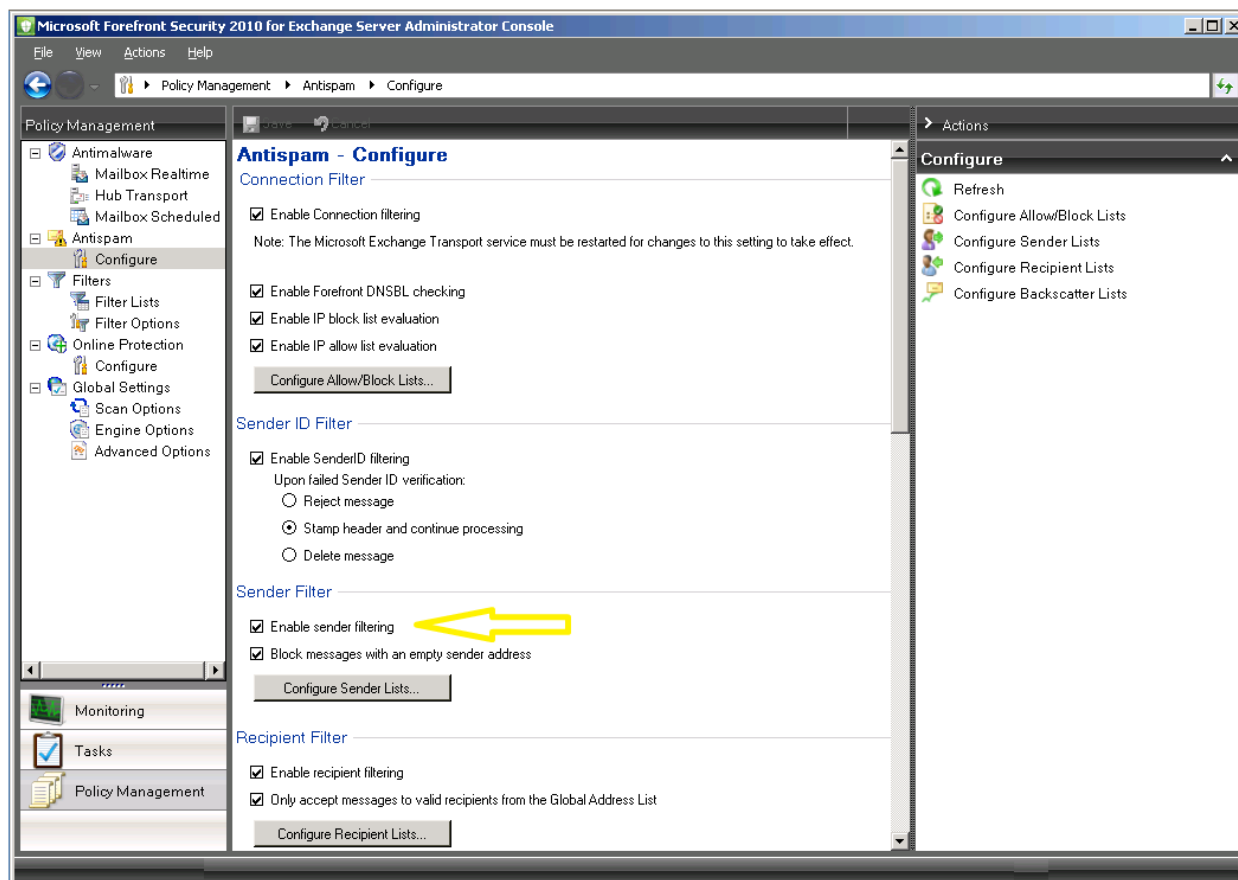 Microsoft Forefront Security 2010 for Exchange Server Administrator Console
File View Actions Help
Policy Management Antispam Configure
Policy Management
Antimalware
Mailbox Realtime
Hub Transport
Mailbox Scheduled
Antispam
Configure
Filters
Filter Lists
Filter Options
Online Protection
Configure
Global Settings
Scan Options
Engine Options
Advanced Options
Monitoring
Tasks
Policy Management
Save Cancel
Antispam - Configure
Connection Filter
Enable Connection filtering
Note: The Microsoft Exchange Transport service must be restarted for changes to this setting to take effect.
Enable Forefront DNSBL checking
Enable IP block list evaluation
Enable IP allow list evaluation
Configure Allow/Block Lists...
Sender ID Filter
Enable SenderID filtering
Upon failed Sender ID verification:
Reject message
Stamp header and continue processing
Delete message
Sender Filter
Enable sender filtering
Block messages with an empty sender address
Configure Sender Lists...
Recipient Filter
Enable recipient filtering
Only accept messages to valid recipients from the Global Address List
Configure Recipient Lists...
Actions
Configure
Refresh
Configure Allow/Block Lists
Configure Sender Lists
Configure Recipient Lists
Configure Backscatter Lists